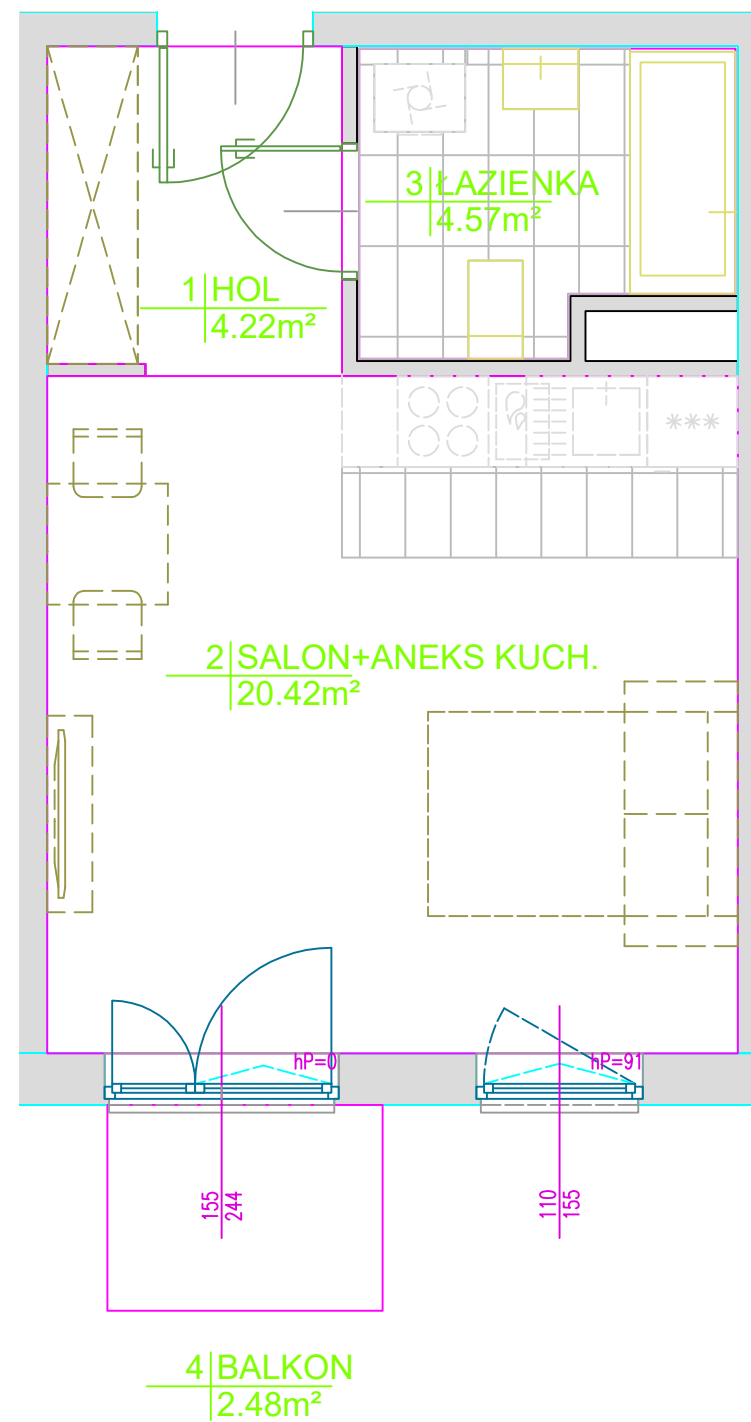 3 ŁAZIENKA
4.57m²
1 HOL
4.22m²
***
2 SALON+ANEKS KUCH.
20.42m²
hP=0
hP=91
155
244
110
155
4 BALKON
2.48m²